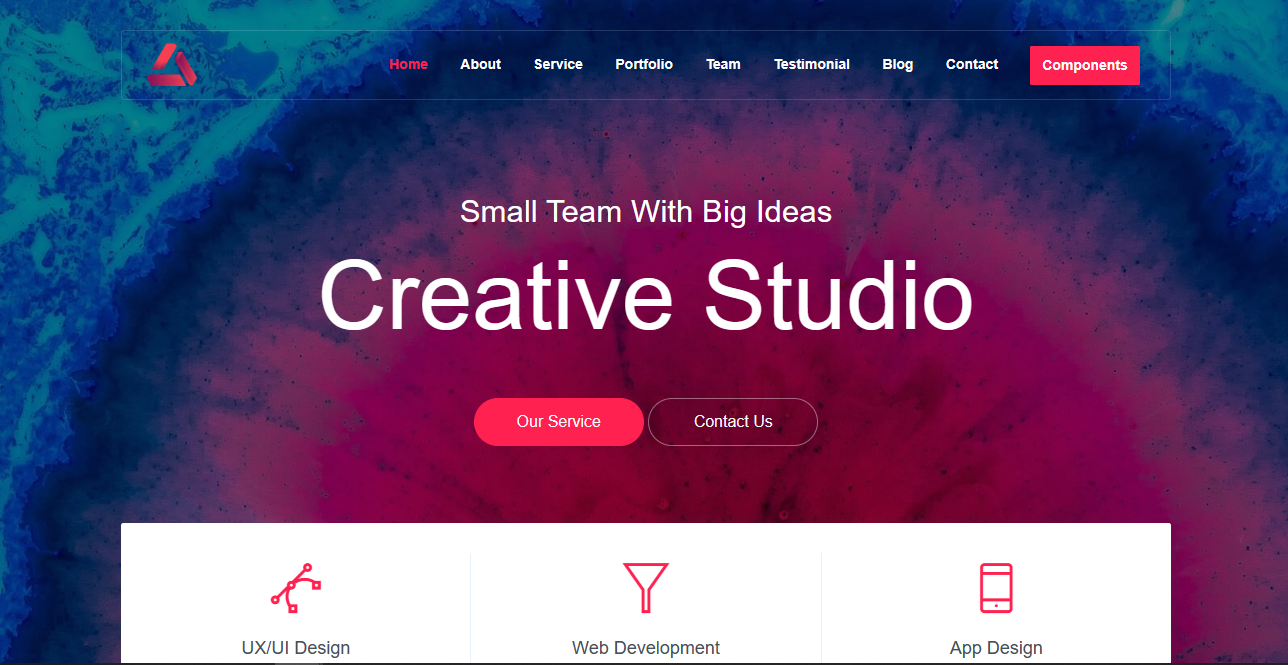 Home About Service Portfolio Team Testimonial Blog Contact Components
Small Team With Big Ideas
Creative Studio
Our Service Contact Us
UX/UI Design Web Development App Design